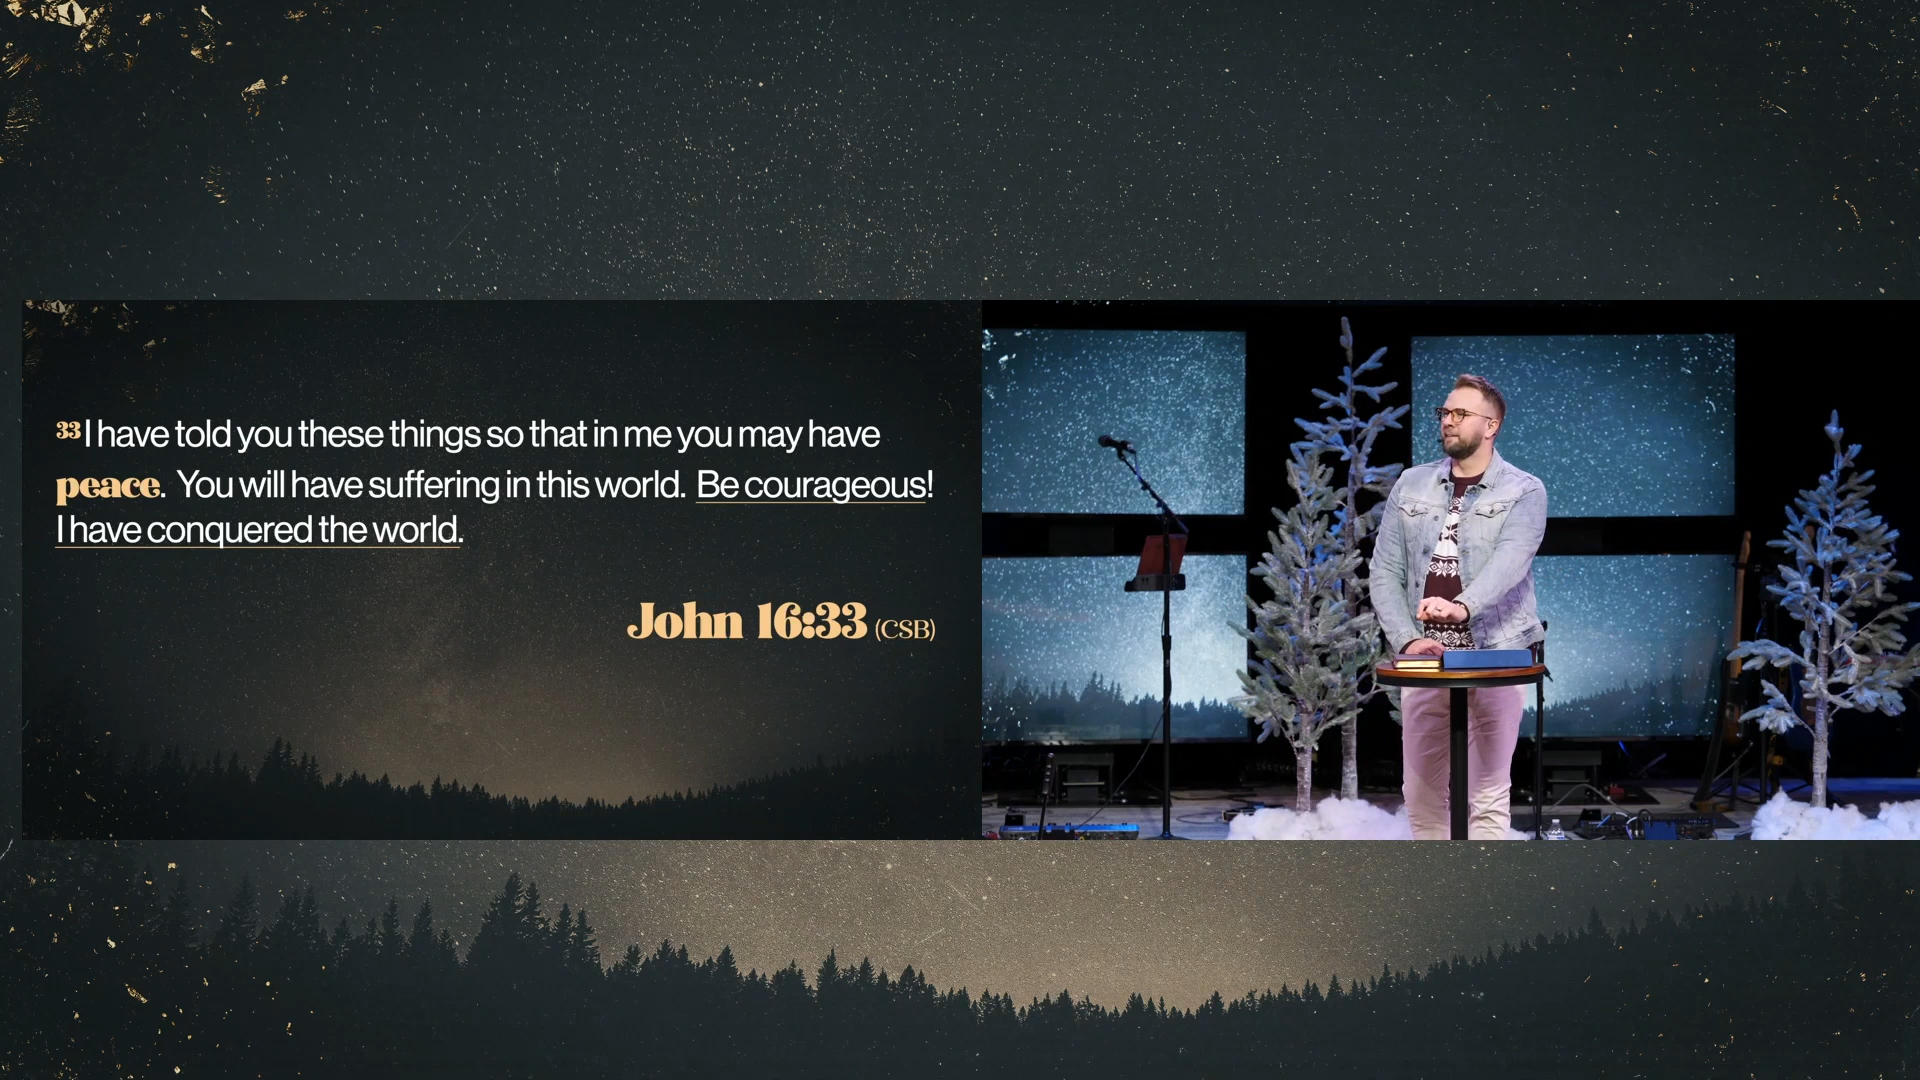 33 I have told you these things so that in me you may have
peace. You will have suffering in this world. Be courageous!
I have conquered the world.
John 16:33 (CSB)